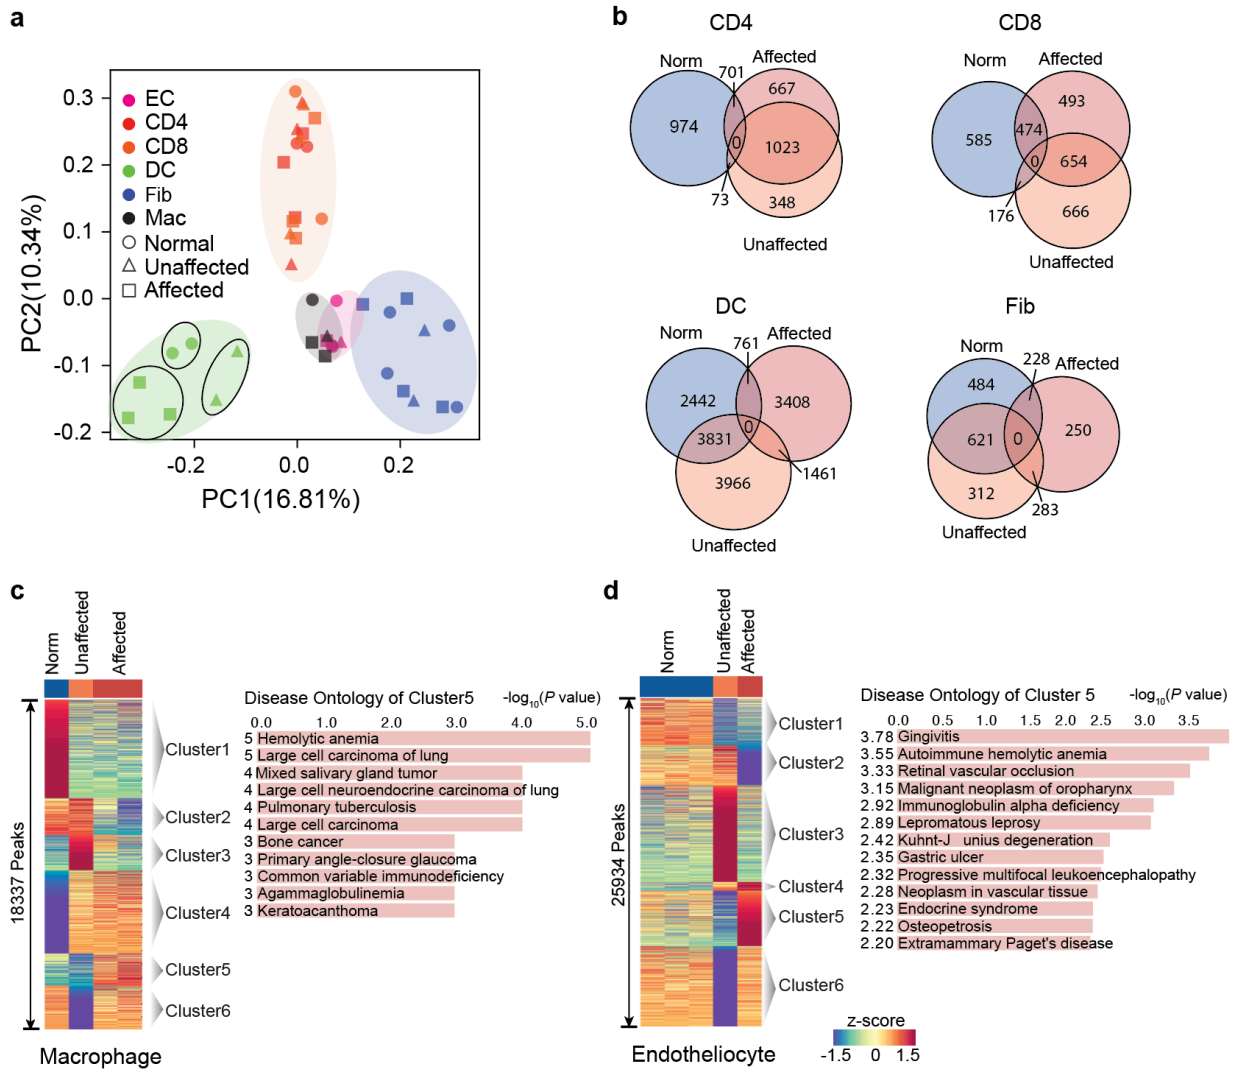 a
EC
CD4
CD8
DC
Fib
Mac
Normal
Unaffected
Affected
0.3
0.2
0.1
0.0
-0.1
-0.2
PC2(10.34%)
-0.2
0.0
0.2
PC1(16.81%)
b
CD4
Norm
Affected
701
667
974
0
1023
73
348
Unaffected
CD8
Norm
Affected
493
585
474
0
654
176
666
Unaffected
DC
Norm
761
Affected
2442
3408
0
3831
1461
3966
Unaffected
Fib
Norm
228
Affected
484
621
0
250
312
283
Unaffected
c
Norm
Unaffected
Affected
18337 Peaks
Cluster1
Cluster2
Cluster3
Cluster4
Cluster5
Cluster6
Macrophage
Disease Ontology of Cluster5
-log10(P value)
0.0 1.0 2.0 3.0 4.0 5.0
5 Hemolytic anemia
5 Large cell carcinoma of lung
4 Mixed salivary gland tumor
4 Large cell neuroendocrine carcinoma of lung
4 Pulmonary tuberculosis
4 Large cell carcinoma
3 Bone cancer
3 Primary angle-closure glaucoma
3 Common variable immunodeficiency
3 Agammaglobulinemia
3 Keratoacanthoma
d
Norm
Unaffected
Affected
25934 Peaks
Cluster1
Cluster2
Cluster3
Cluster4
Cluster5
Cluster6
Endotheliocyte
Disease Ontology of Cluster 5
-log10(P value)
0.0 0.5 1.0 1.5 2.0 2.5 3.0 3.5
3.78 Gingivitis
3.55 Autoimmune hemolytic anemia
3.33 Retinal vascular occlusion
3.15 Malignant neoplasm of oropharynx
2.92 Immunoglobulin alpha deficiency
2.89 Lepromatous leprosy
2.42 Kuhnt-J unius degeneration
2.35 Gastric ulcer
2.32 Progressive multifocal leukoencephalopathy
2.28 Neoplasm in vascular tissue
2.23 Endocrine syndrome
2.22 Osteopetrosis
2.20 Extramammary Paget's disease
z-score
-1.5 0 1.5